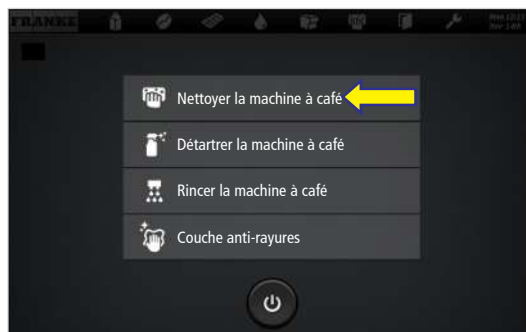 FRANKE
Nettoyer la machine à café
Détartrer la machine à café
Rincer la machine à café
Couche anti-rayures